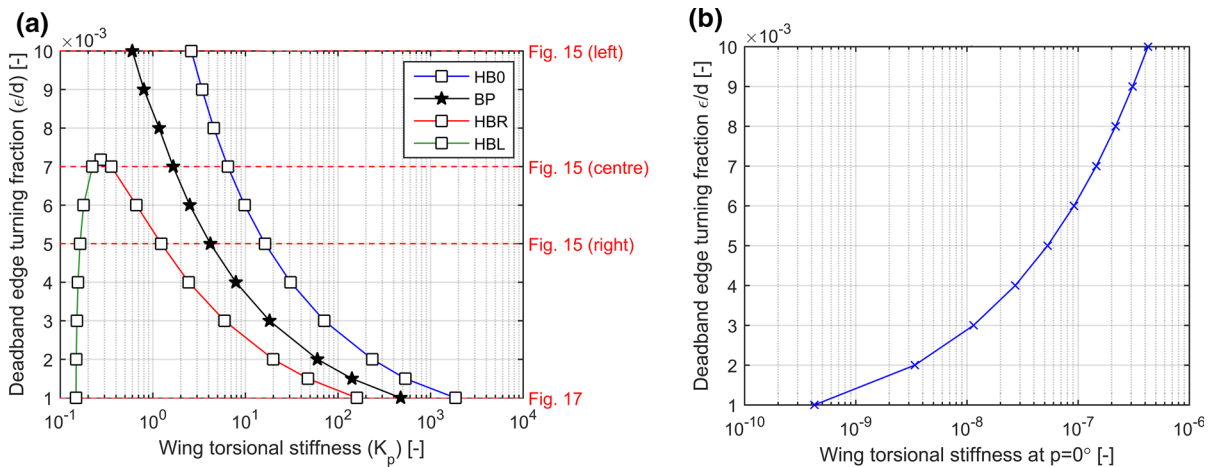 (a)
×10⁻³
Deadband edge turning fraction (ϵ/d) [-]
10
9
8
7
6
5
4
3
2
1
10⁻¹ 10⁰ 10¹ 10² 10³ 10⁴
Wing torsional stiffness (Kₚ) [-]
HB0
BP
HBR
HBL
Fig. 15 (left)
Fig. 15 (centre)
Fig. 15 (right)
Fig. 17
(b)
×10⁻³
Deadband edge turning fraction ϵ/d [-]
10
9
8
7
6
5
4
3
2
1
10⁻¹⁰ 10⁻⁹ 10⁻⁸ 10⁻⁷ 10⁻⁶
Wing torsional stiffness at p=0° [-]